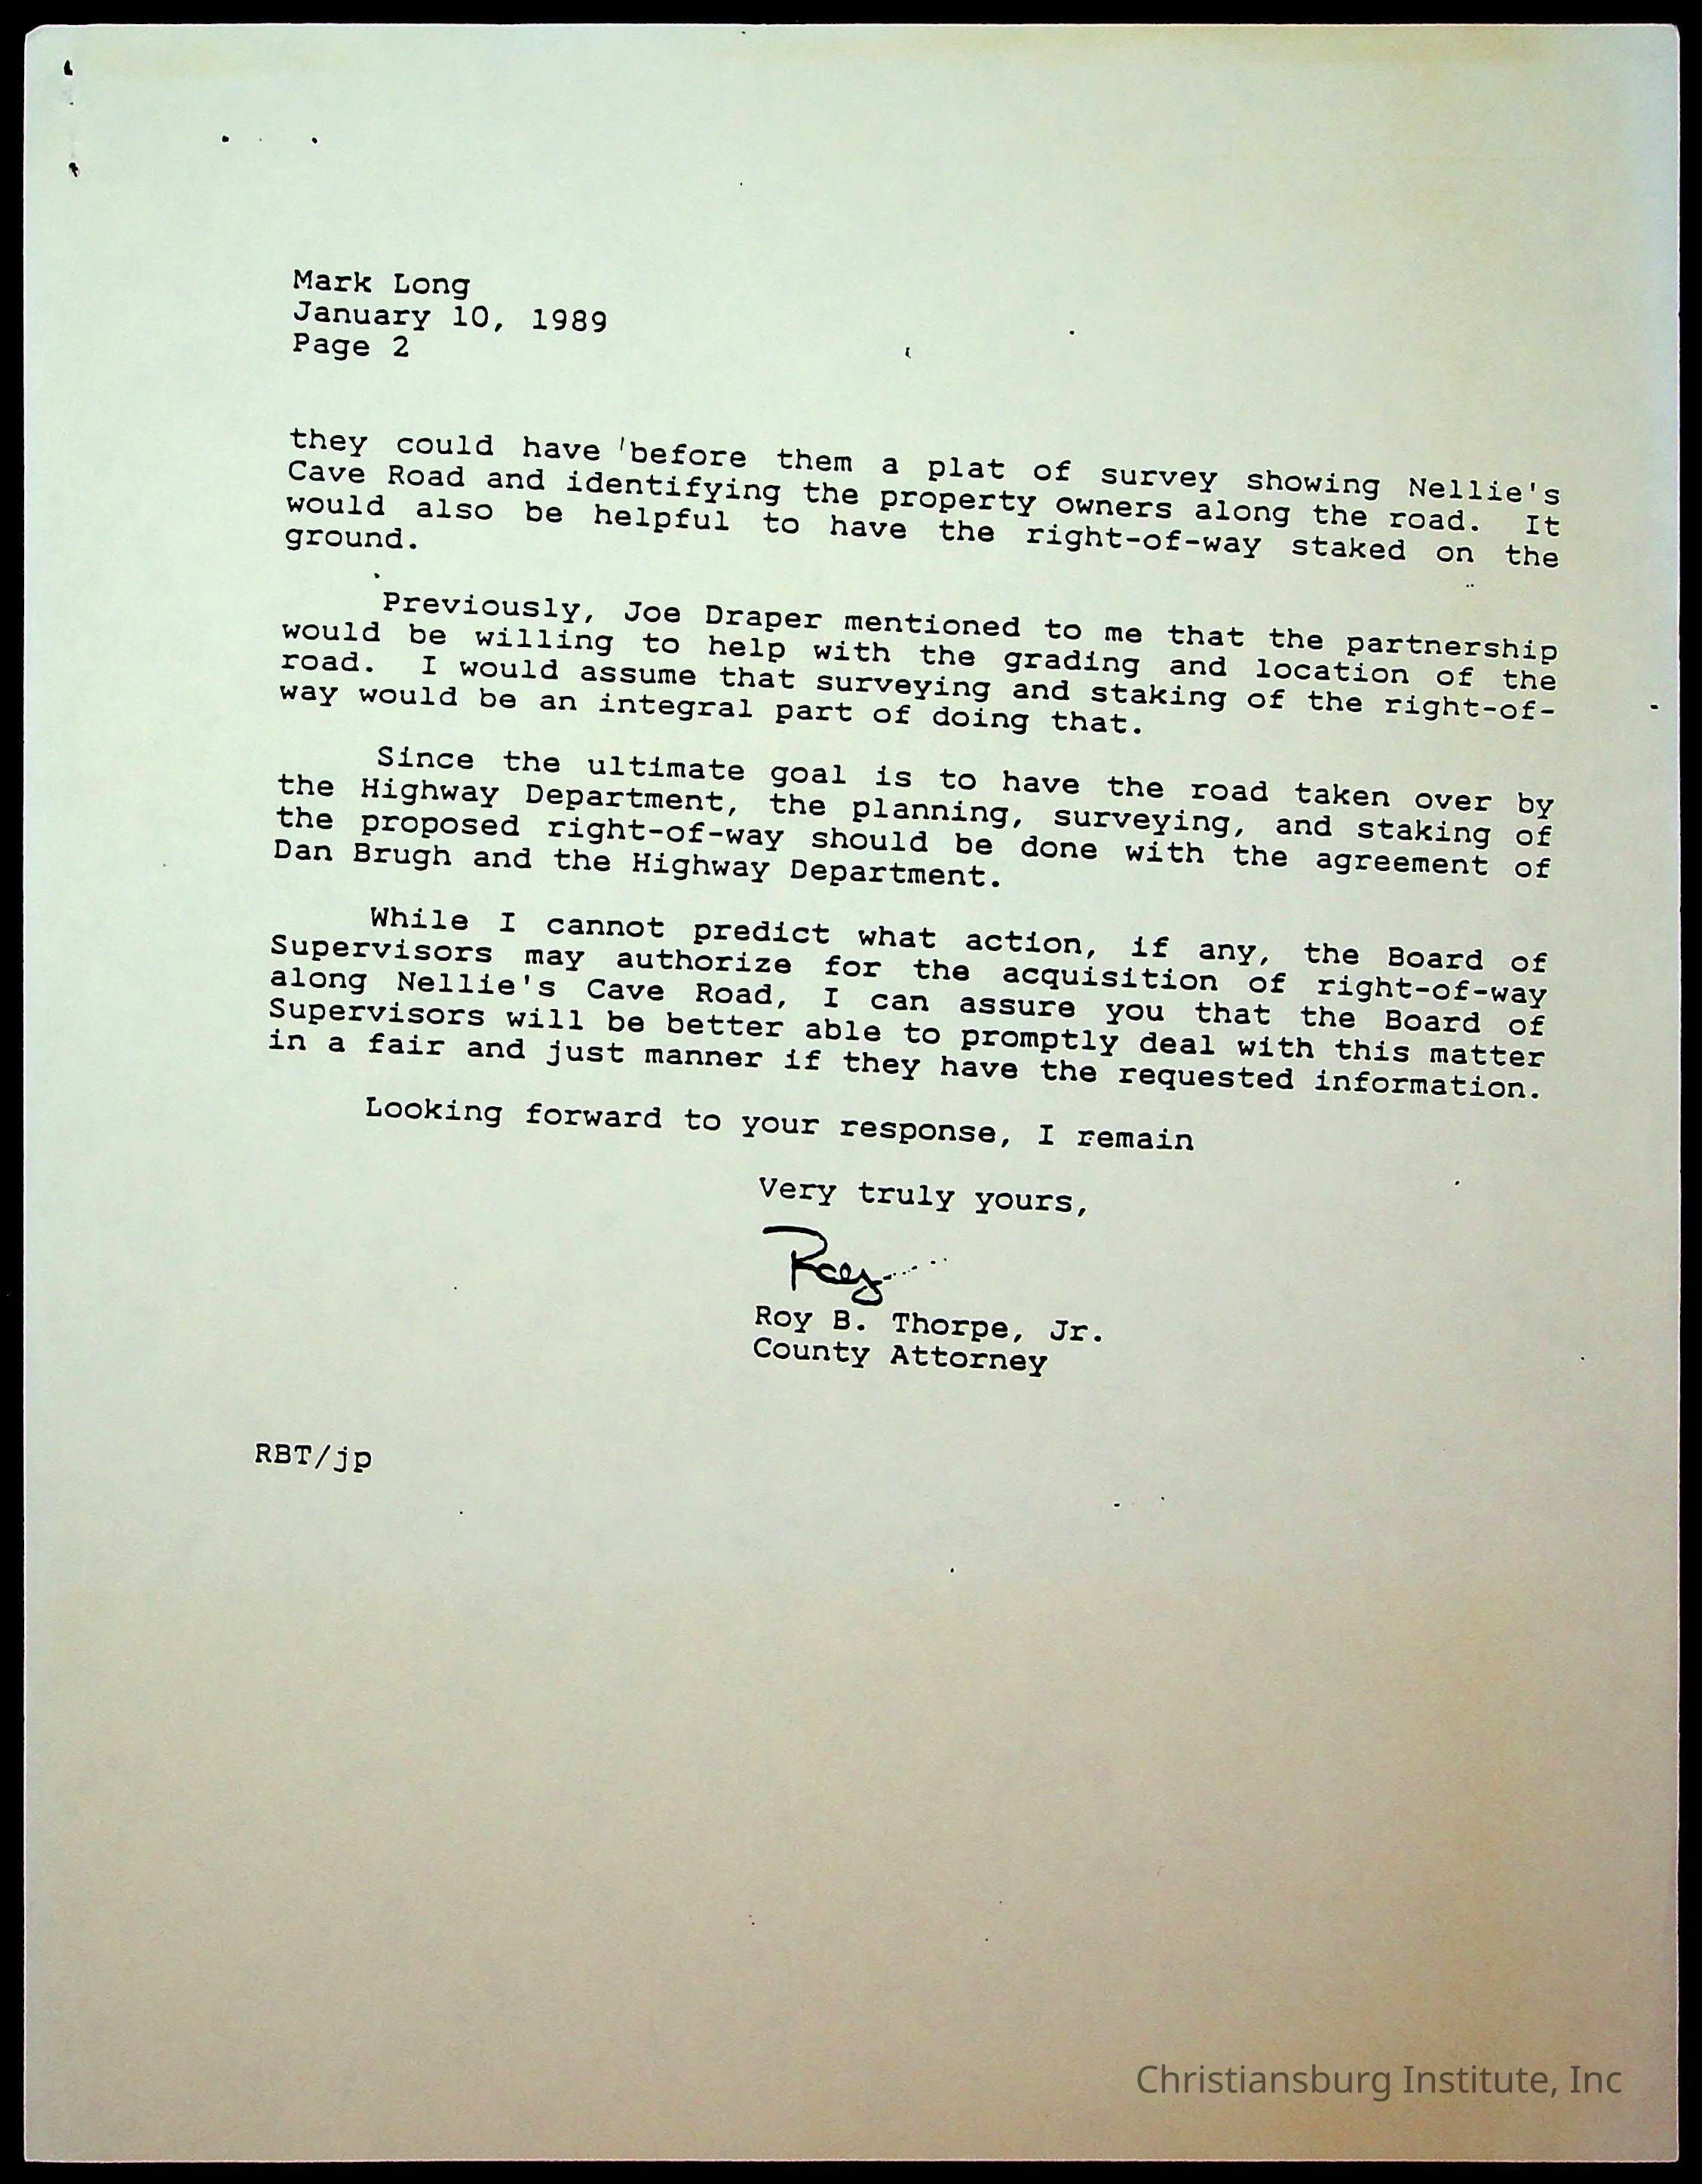 Mark Long
January 10, 1989
Page 2
they could have before them a plat of survey showing Nellie's
Cave Road and identifying the property owners along the road. It
would also be helpful to have the right-of-way staked on the
ground.
Previously, Joe Draper mentioned to me that the partnership
would be willing to help with the grading and location of the
road. I would assume that surveying and staking of the right-of-
way would be an integral part of doing that.
Since the ultimate goal is to have the road taken over by
the Highway Department, the planning, surveying, and staking of
the proposed right-of-way should be done with the agreement of
Dan Brugh and the Highway Department.
While I cannot predict what action, if any, the Board of
Supervisors may authorize for the acquisition of right-of-way
along Nellie's Cave Road, I can assure you that the Board of
Supervisors will be better able to promptly deal with this matter
in a fair and just manner if they have the requested information.
Looking forward to your response, I remain
Very truly yours,
Roy
Roy B. Thorpe, Jr.
County Attorney
RBT/jp
Christiansburg Institute, Inc